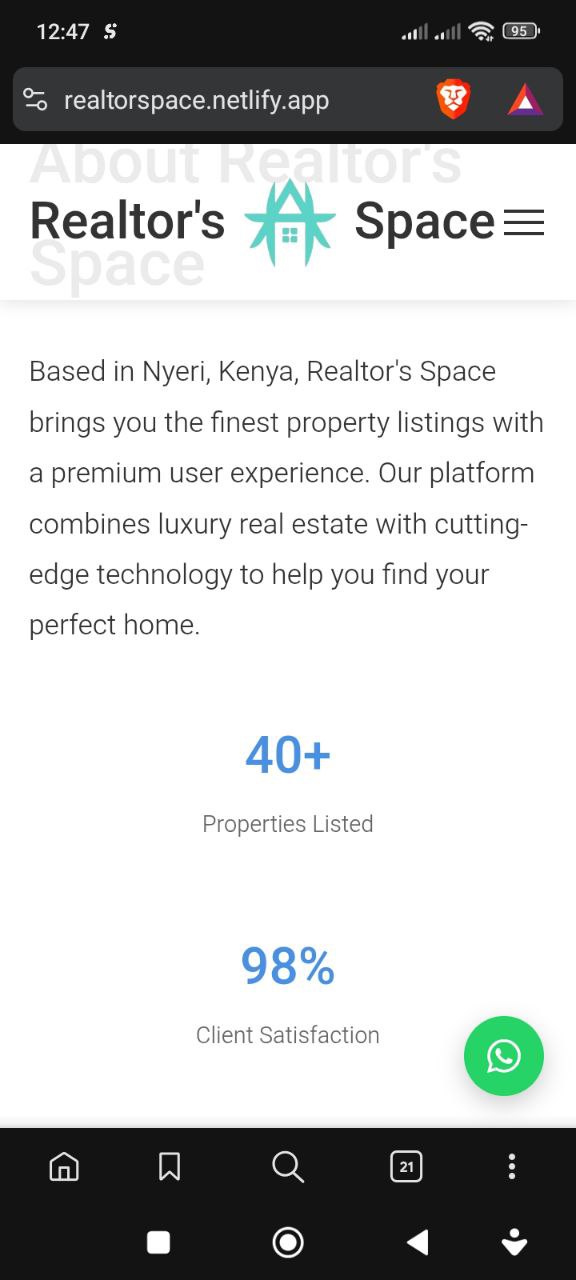 12:47
95
realtorspace.netlify.app
About Realtor's
Realtor's Space
Space
Based in Nyeri, Kenya, Realtor's Space
brings you the finest property listings with
a premium user experience. Our platform
combines luxury real estate with cutting-
edge technology to help you find your
perfect home.
40+
Properties Listed
98%
Client Satisfaction
21